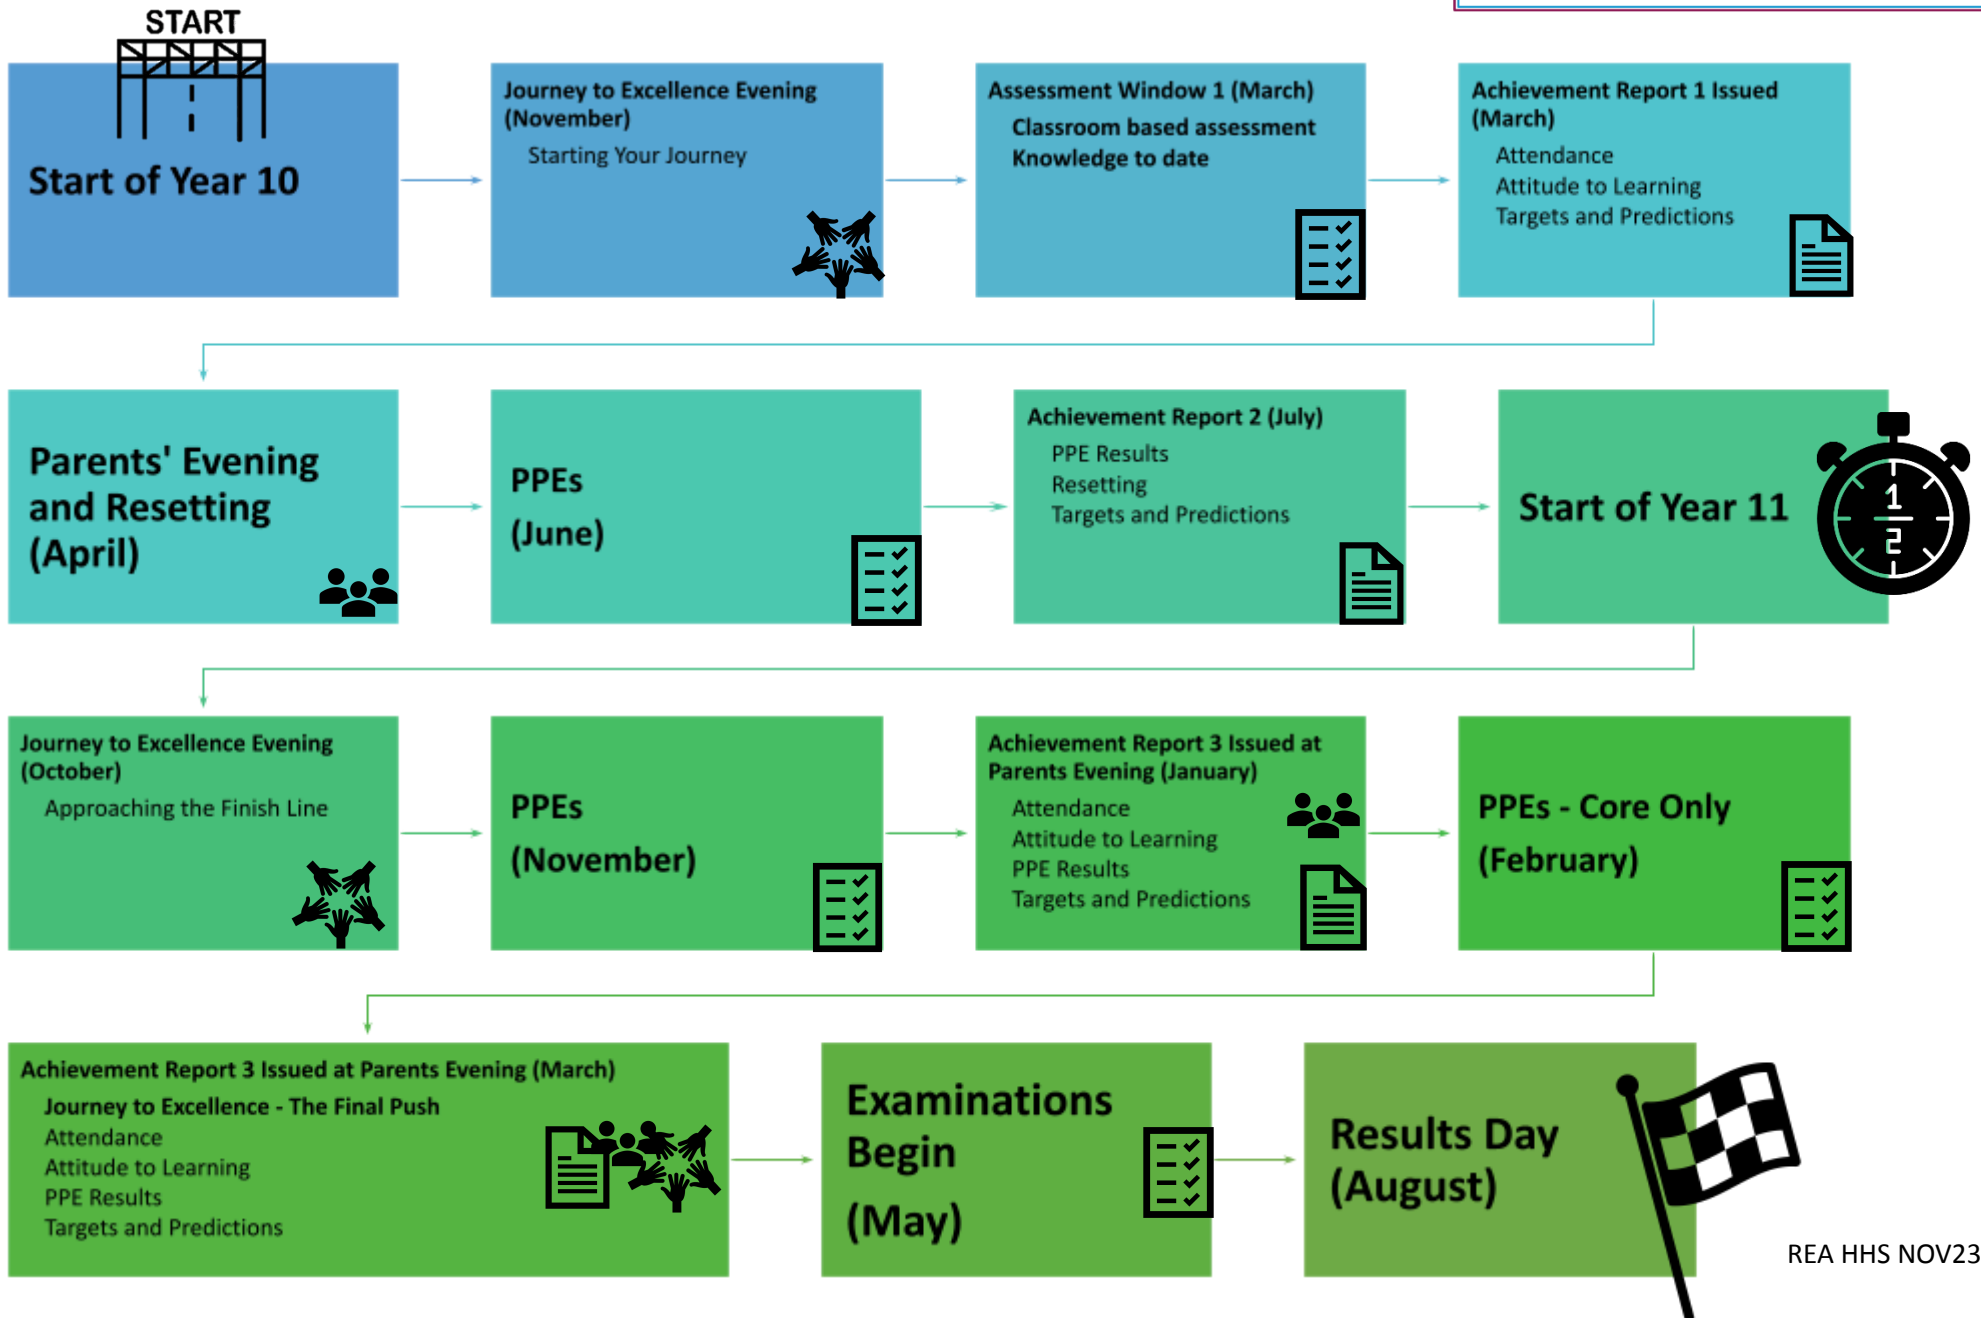 START
Start of Year 10
Journey to Excellence Evening
(November)
Starting Your Journey
Assessment Window 1 (March)
Classroom based assessment
Knowledge to date
Achievement Report 1 Issued
(March)
Attendance
Attitude to Learning
Targets and Predictions
Parents' Evening
and Resetting
(April)
PPEs
(June)
Achievement Report 2 (July)
PPE Results
Resetting
Targets and Predictions
Start of Year 11
1
2
Journey to Excellence Evening
(October)
Approaching the Finish Line
PPEs
(November)
Achievement Report 3 Issued at
Parents Evening (January)
Attendance
Attitude to Learning
PPE Results
Targets and Predictions
PPEs - Core Only
(February)
Achievement Report 3 Issued at Parents Evening (March)
Journey to Excellence - The Final Push
Attendance
Attitude to Learning
PPE Results
Targets and Predictions
Examinations
Begin
(May)
Results Day
(August)
REA HHS NOV23